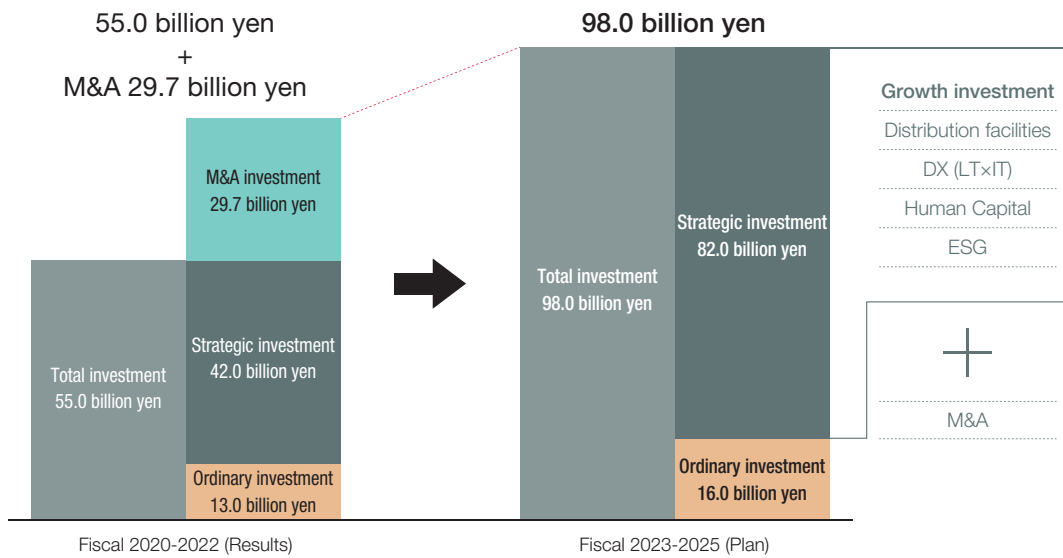 55.0 billion yen
+
M&A 29.7 billion yen
98.0 billion yen
M&A investment
29.7 billion yen
Total investment
55.0 billion yen
Strategic investment
42.0 billion yen
Ordinary investment
13.0 billion yen
Total investment
98.0 billion yen
Strategic investment
82.0 billion yen
Ordinary investment
16.0 billion yen
Growth investment
Distribution facilities
DX (LT×IT)
Human Capital
ESG
+
M&A
Fiscal 2020-2022 (Results)
Fiscal 2023-2025 (Plan)